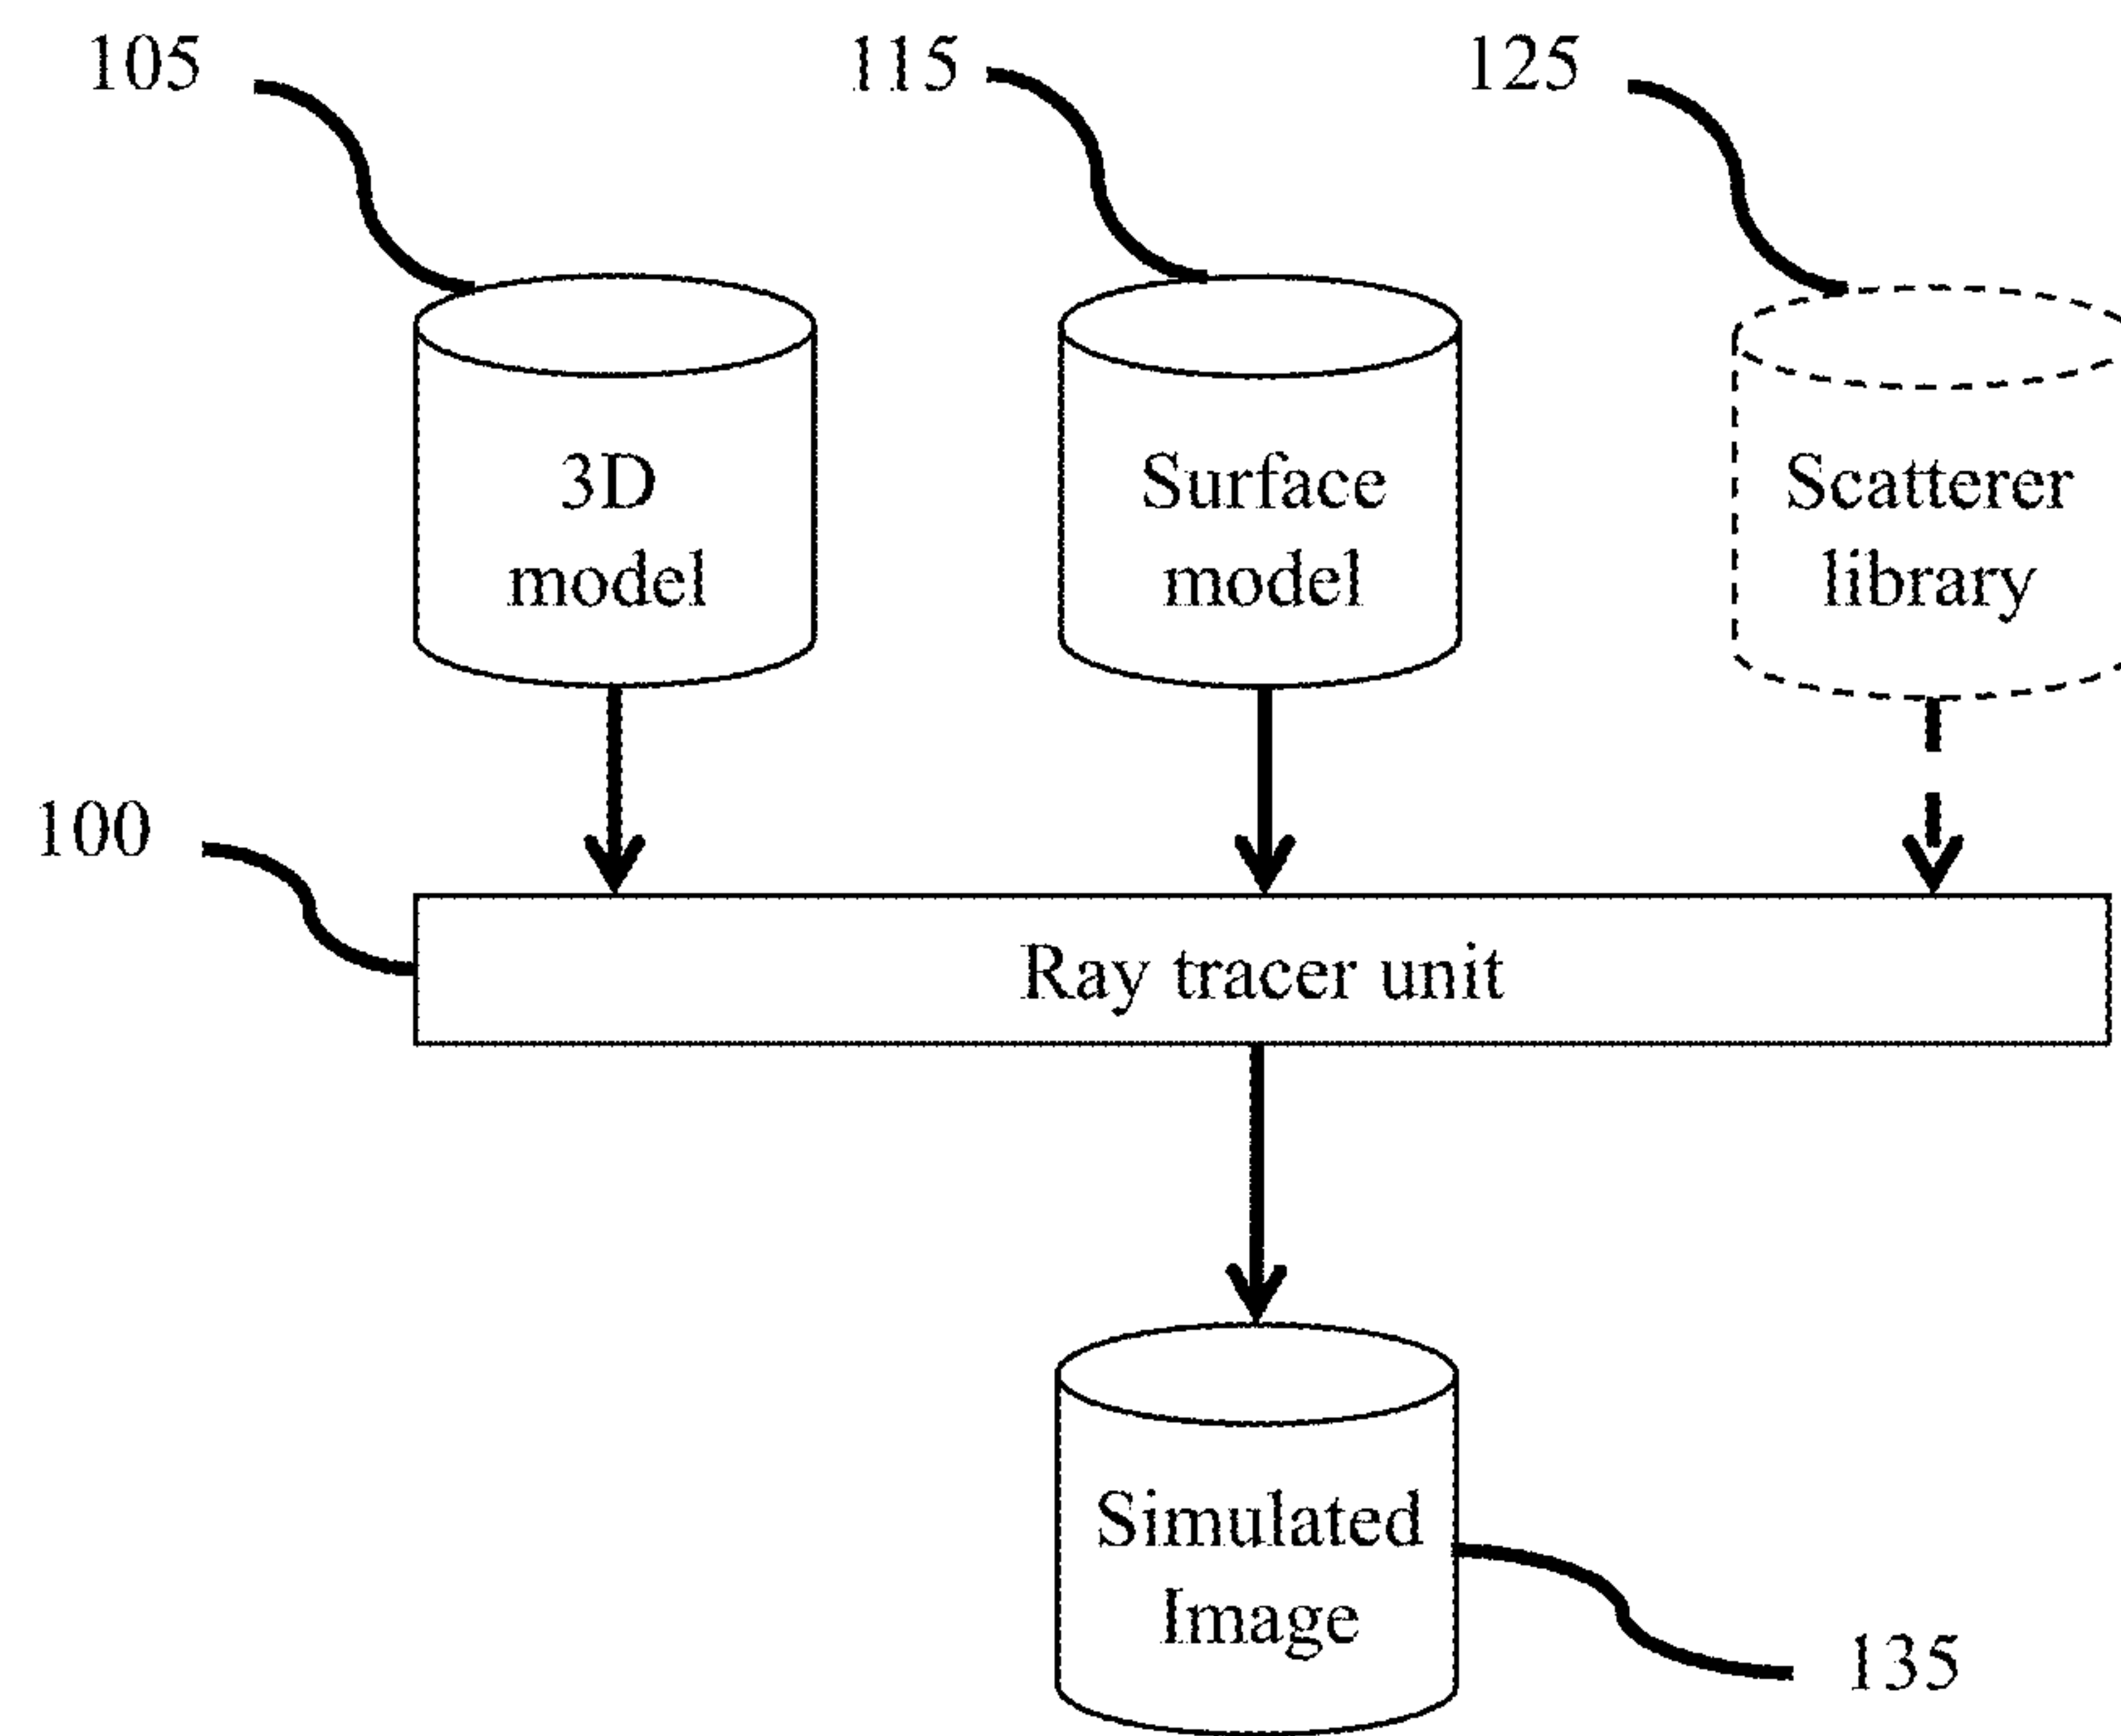 105
115
125
3D
model
Surface
model
Scatterer
library
100
Ray tracer unit
Simulated
Image
135